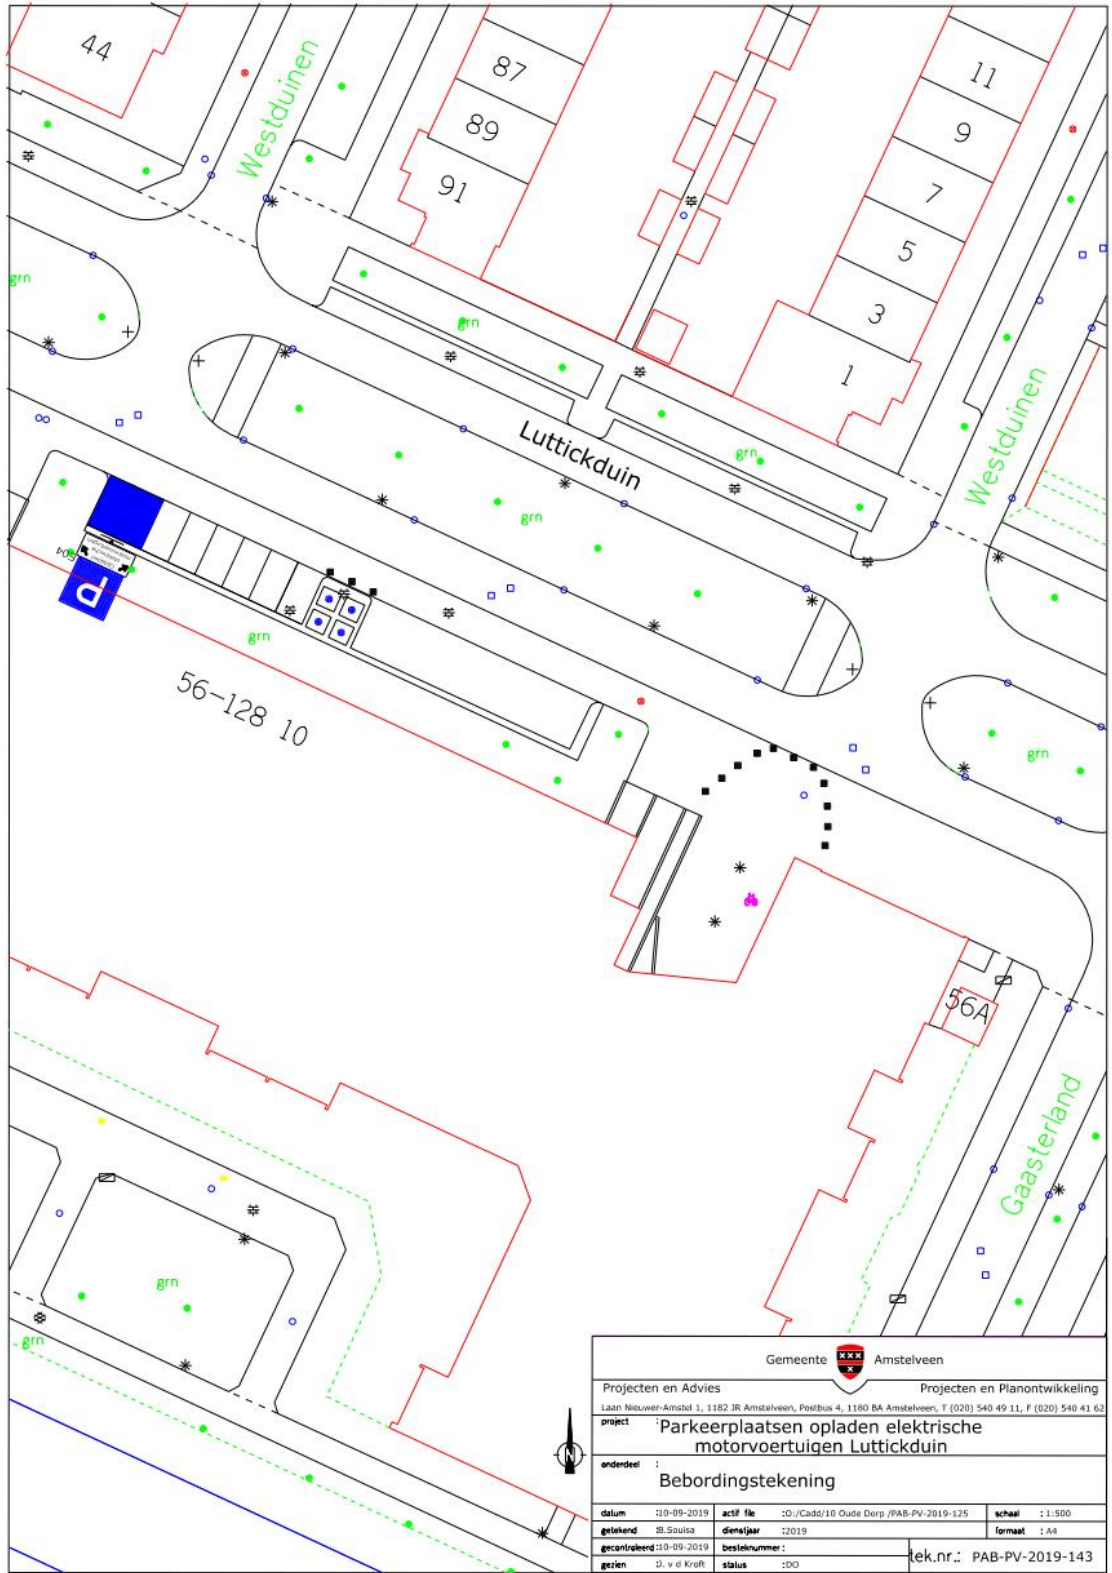 44
Westduinen
87
89
91
11
9
7
5
3
1
grn
grn
grn
grn
Luttickduin
Westduinen
E04
Opladen
elektrische
P
grn
56-128 10
grn
56A
Gaasterland
grn
grn
N
Gemeente Amstelveen
Projecten en Advies Projecten en Planontwikkeling
Laan Nieuwer-Amstel 1, 1182 JR Amstelveen, Postbus 4, 1180 BA Amstelveen, T (020) 540 49 11, F (020) 540 41 62
project : Parkeerplaatsen opladen elektrische
motorvoertuigen Luttickduin
onderdeel :
Bebordingstekening
datum :10-09-2019 actif file :O:/Cadd/10 Oude Dorp /PAB-PV-2019-125 schaal : 1:500
getekend :B.Souisa dienstjaar :2019 formaat : A4
gecontroleerd :10-09-2019 besteknummer :
gezien :J. v d Kroft status :DO tek.nr.: PAB-PV-2019-143